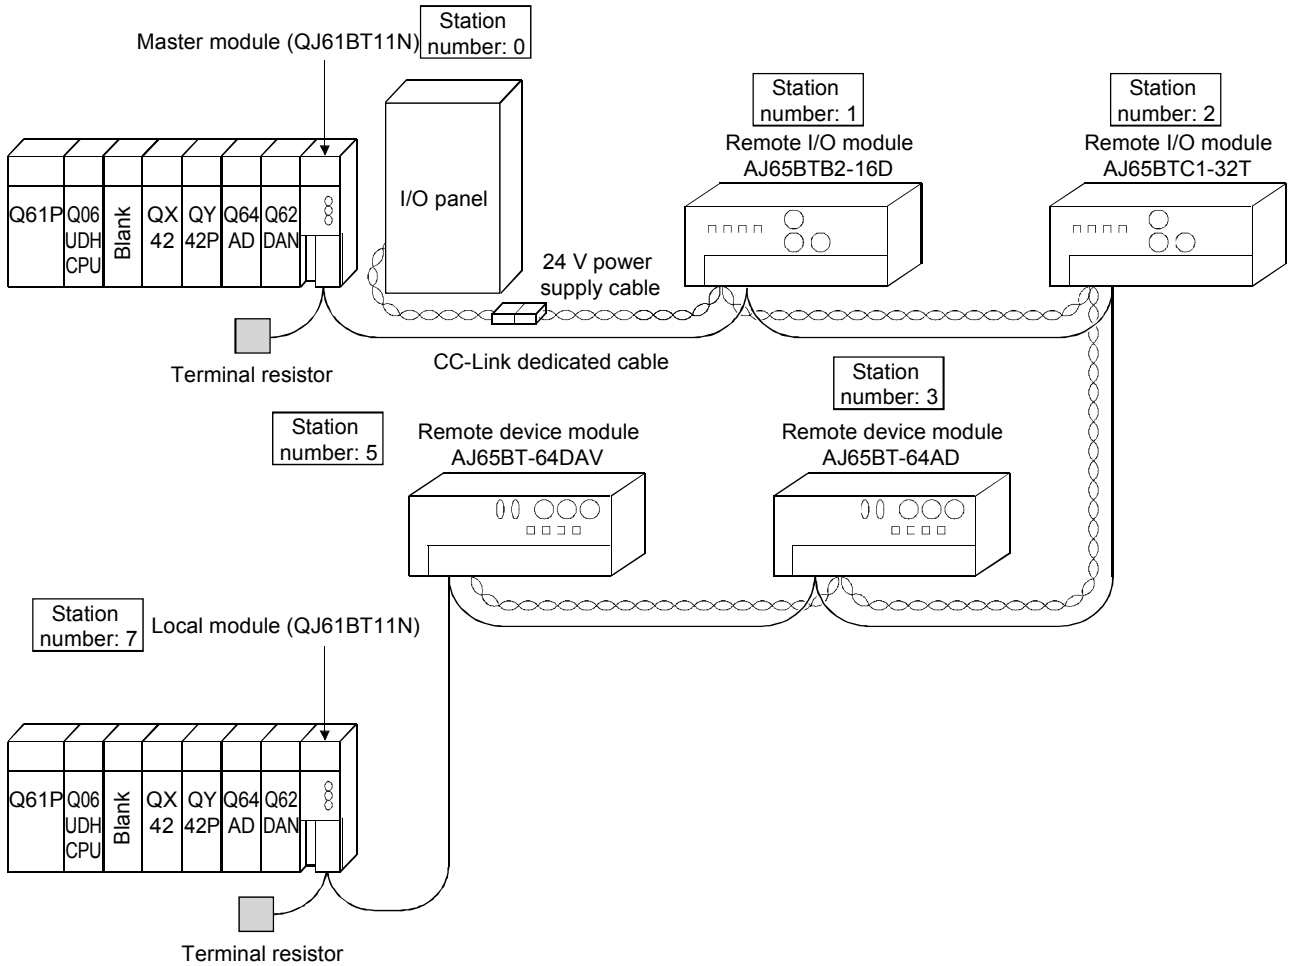 Station
number: 0
Master module (QJ61BT11N)
Station
number: 1
Station
number: 2
Remote I/O module
AJ65BTB2-16D
Remote I/O module
AJ65BTC1-32T
I/O panel
Q61P
Q06
UDH
CPU
Blank
QX
42
QY
42P
Q64
AD
Q62
DAN
24 V power
supply cable
Terminal resistor
CC-Link dedicated cable
Station
number: 3
Station
number: 5
Remote device module
AJ65BT-64DAV
Remote device module
AJ65BT-64AD
Station
number: 7
Local module (QJ61BT11N)
Q61P
Q06
UDH
CPU
Blank
QX
42
QY
42P
Q64
AD
Q62
DAN
Terminal resistor